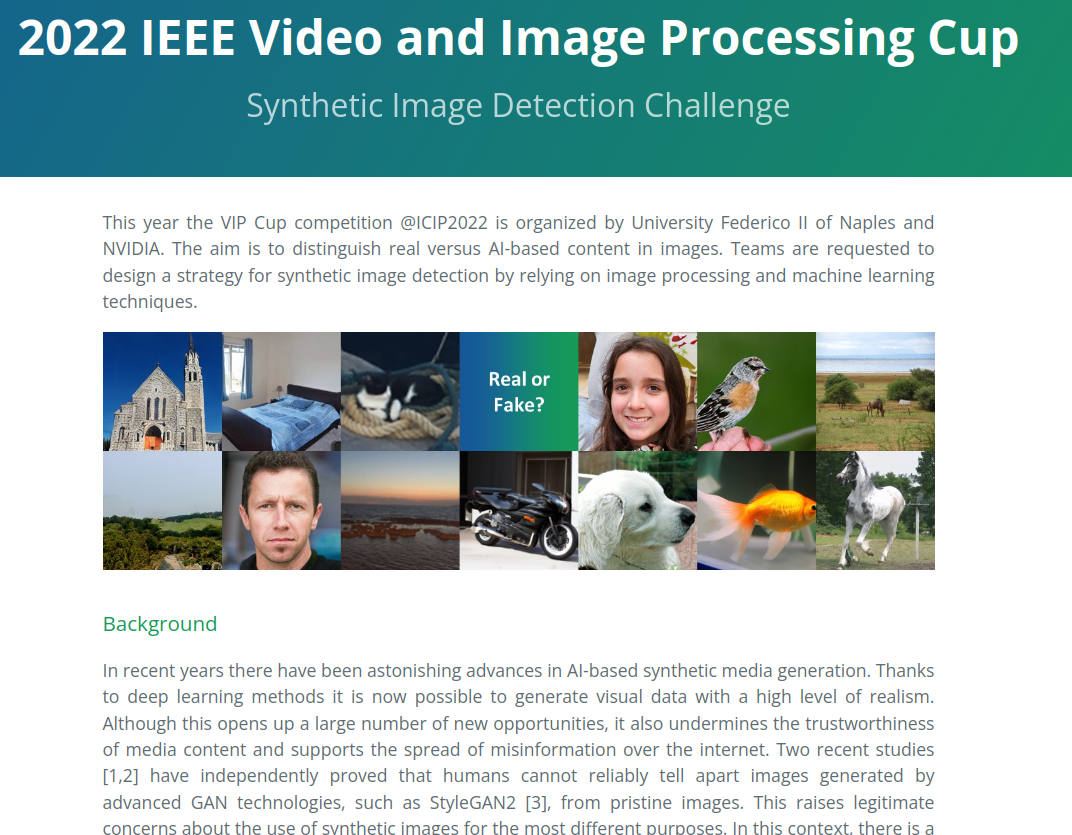 2022 IEEE Video and Image Processing Cup
Synthetic Image Detection Challenge
This year the VIP Cup competition @ICIP2022 is organized by University Federico II of Naples and
NVIDIA. The aim is to distinguish real versus AI-based content in images. Teams are requested to
design a strategy for synthetic image detection by relying on image processing and machine learning
techniques.
Real or
Fake?
Background
In recent years there have been astonishing advances in AI-based synthetic media generation. Thanks
to deep learning methods it is now possible to generate visual data with a high level of realism.
Although this opens up a large number of new opportunities, it also undermines the trustworthiness
of media content and supports the spread of misinformation over the internet. Two recent studies
[1,2] have independently proved that humans cannot reliably tell apart images generated by
advanced GAN technologies, such as StyleGAN2 [3], from pristine images. This raises legitimate
concerns about the use of synthetic images for the most different purposes. In this context, there is a